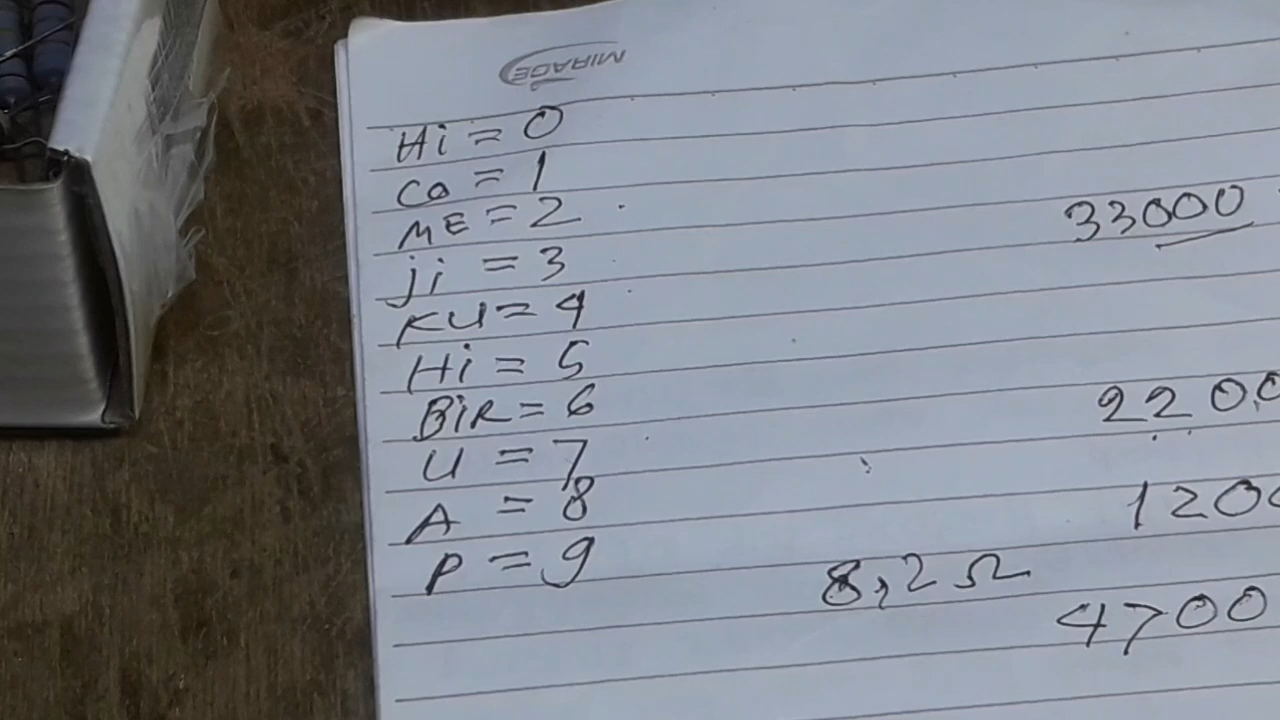 MIRAGE
Hi = 0
Co = 1
ME = 2
33000
ji = 3
KU = 4
Hi = 5
BiR = 6
2200
U = 7
A = 8
1200
P = 9
8,2 Ω
4700